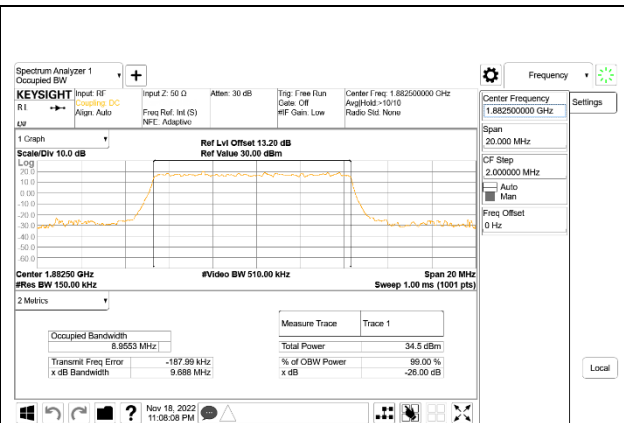 Spectrum Analyzer 1
Occupied BW
+
Frequency
KEYSIGHT
Input: RF
Coupling: DC
Align: Auto
Input Z: 50 Ω
Freq Ref: Int (S)
NFE: Adaptive
Atten: 30 dB
Trig: Free Run
Gate: Off
#IF Gain: Low
Center Freq: 1.882500000 GHz
Avg|Hold:>10/10
Radio Std: None
Center Frequency
1.882500000 GHz
Settings
Span
20.000 MHz
CF Step
2.000000 MHz
Auto
Man
Freq Offset
0 Hz
1 Graph
Scale/Div 10.0 dB
Ref Lvl Offset 13.20 dB
Ref Value 30.00 dBm
Log
20.0
10.0
0.00
-10.0
-20.0
-30.0
-40.0
-50.0
-60.0
Center 1.88250 GHz
#Res BW 150.00 kHz
#Video BW 510.00 kHz
Span 20 MHz
Sweep 1.00 ms (1001 pts)
2 Metrics
Occupied Bandwidth
8.9553 MHz
Transmit Freq Error -187.99 kHz
x dB Bandwidth 9.688 MHz
Measure Trace Trace 1
Total Power 34.5 dBm
% of OBW Power 99.00 %
x dB -26.00 dB
Local
?
Nov 18, 2022
11:08:08 PM